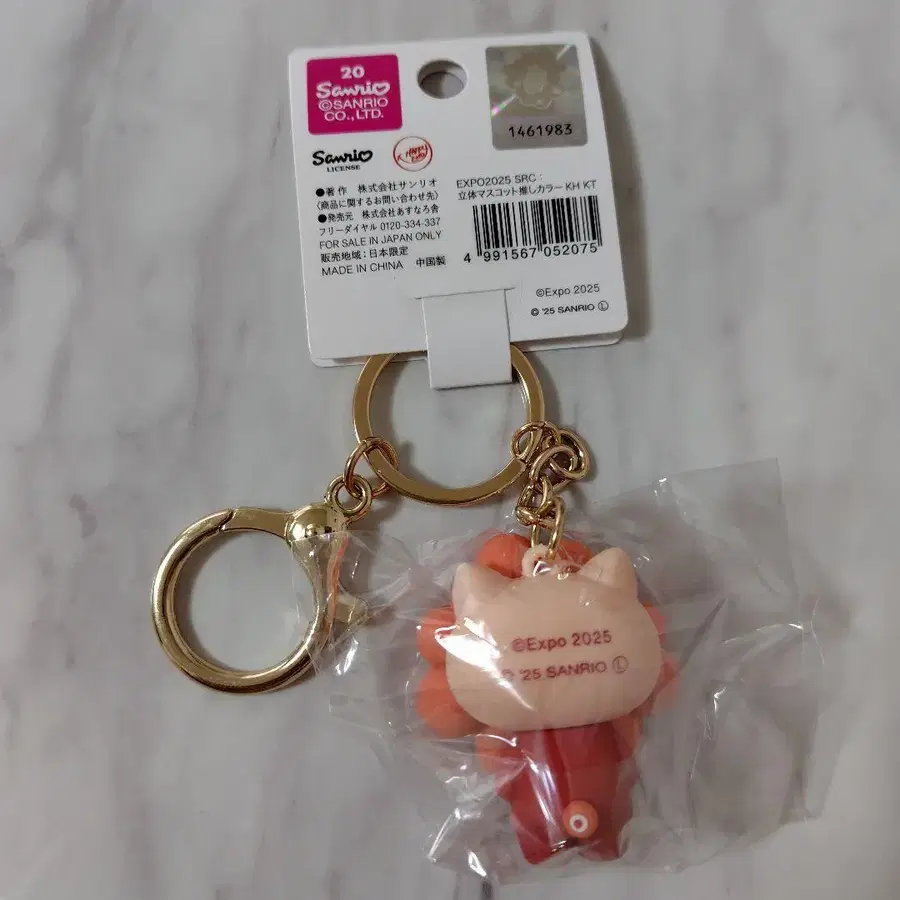 20
Sanrio
©SANRIO
CO., LTD.
1461983
Sanrio
LICENSE
●著作 株式会社サンリオ
〈商品に関するお問い合わせ先〉
●発売元 株式会社あすなろ舎
フリーダイヤル 0120-334-337
FOR SALE IN JAPAN ONLY
販売地域：日本限定
MADE IN CHINA 中国製
EXPO2025 SRC：
立体マスコット推しカラー KH KT
4 991567 052075
©Expo 2025
© '25 SANRIO Ⓛ
©Expo 2025
© '25 SANRIO Ⓛ